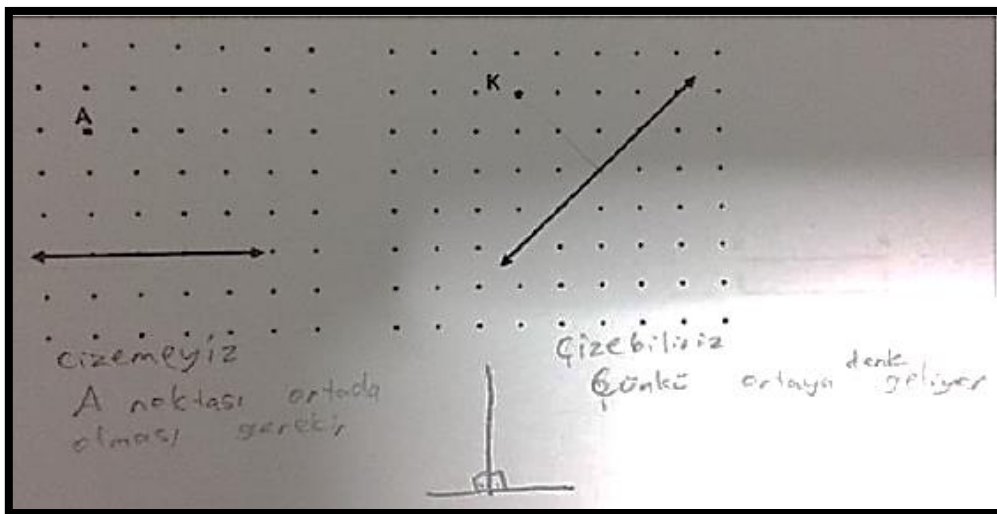 A
K
cizemeyiz
A noktası ortada
olması gerekir
Çizebiliriz
Çünkü ortaya denk geliyor